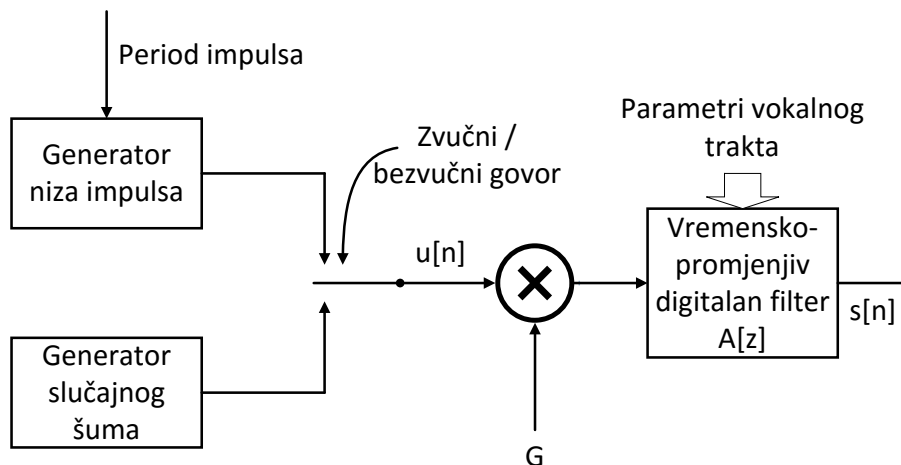 Period impulsa
Generator
niza impulsa
Zvučni /
bezvučni govor
Parametri vokalnog
trakta
u[n]
Vremensko-
promjenjiv
digitalan filter
A[z]
s[n]
Generator
slučajnog
šuma
G